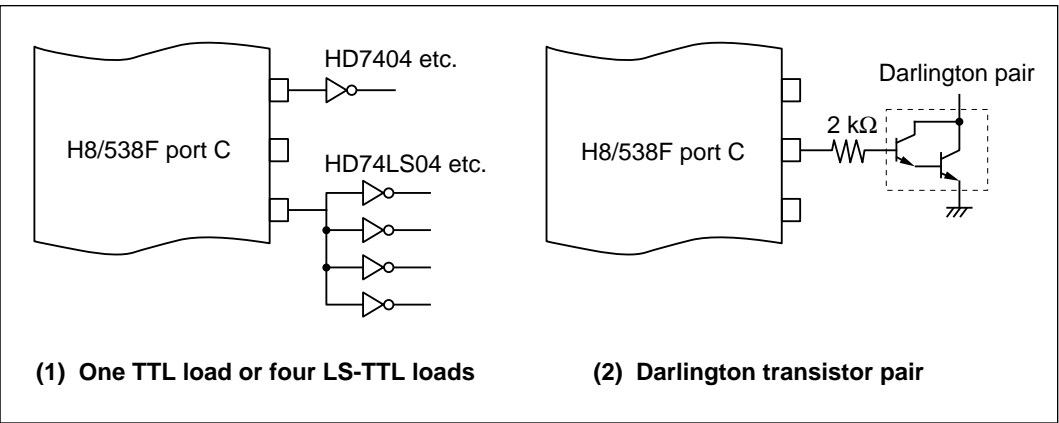 HD7404 etc.
H8/538F port C
HD74LS04 etc.
(1) One TTL load or four LS-TTL loads
Darlington pair
2 kΩ
H8/538F port C
(2) Darlington transistor pair